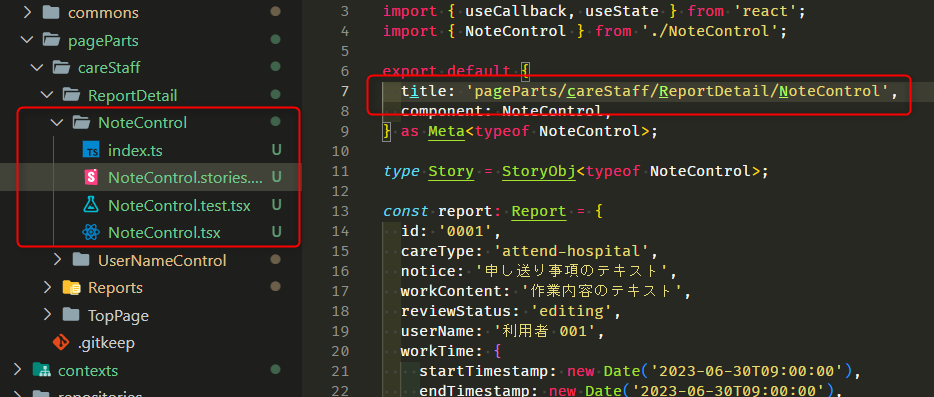 commons
pageParts
careStaff
ReportDetail
NoteControl
TS index.ts U
NoteControl.stories.... U
NoteControl.test.tsx U
NoteControl.tsx U
UserNameControl
Reports
TopPage
.gitkeep
contexts
repositories
3 import { useCallback, useState } from 'react';
4 import { NoteControl } from './NoteControl';
5
6 export default {
7 title: 'pageParts/careStaff/ReportDetail/NoteControl',
8 component: NoteControl,
9 } as Meta<typeof NoteControl>;
10
11 type Story = StoryObj<typeof NoteControl>;
12
13 const report: Report = {
14 id: '0001',
15 careType: 'attend-hospital',
16 notice: '申し送り事項のテキスト',
17 workContent: '作業内容のテキスト',
18 reviewStatus: 'editing',
19 userName: '利用者 001',
20 workTime: {
21 startTimestamp: new Date('2023-06-30T09:00:00'),
22 endTimestamp: new Date('2023-06-30T09:00:00'),